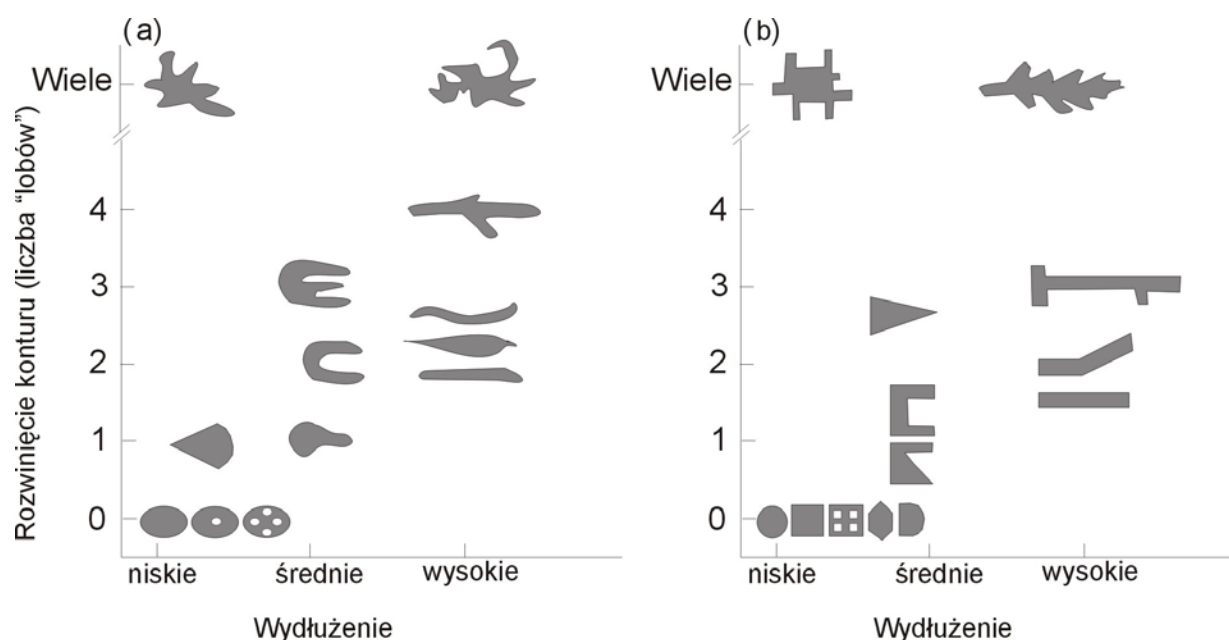 (a)
Rozwinięcie konturu (liczba “lobów”)
Wiele
4
3
2
1
0
niskie średnie wysokie
Wydłużenie
(b)
Wiele
4
3
2
1
0
niskie średnie wysokie
Wydłużenie